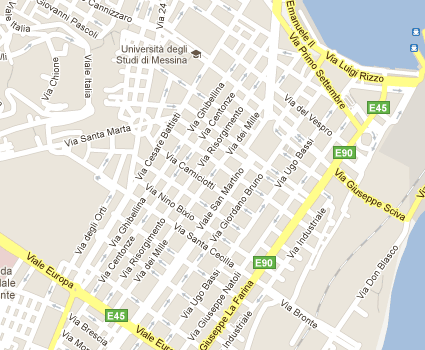 Cannizzaro
Via 24
Emanuele II
Giovanni Pascoli
Italia
Via Luigi Rizzo
Via Primo Settembre
Università degli
Studi di Messina
Via Chione
Viale Italia
E45
Via Ghibellina
Via Centonze
Via del Vespro
Via Risorgimento
Via dei Mille
Via Santa Marta
Via Cesare Battisti
Via Ugo Bassi
E90
Via Camiciotti
Via Giuseppe Sciva
Via Nino Bixio
Viale San Martino
Via Giordano Bruno
Via degli Orti
Via Ghibellina
Via Centonze
Via Risorgimento
Via dei Mille
Via Santa Cecilia
Via Industriale
Viale Europa
E90
Via Don Blasco
Via Ugo Bassi
Via Giuseppe Natoli
Giuseppe La Farina
E45
Via Bronte
Via Brescia
Viale Eur
Industriale